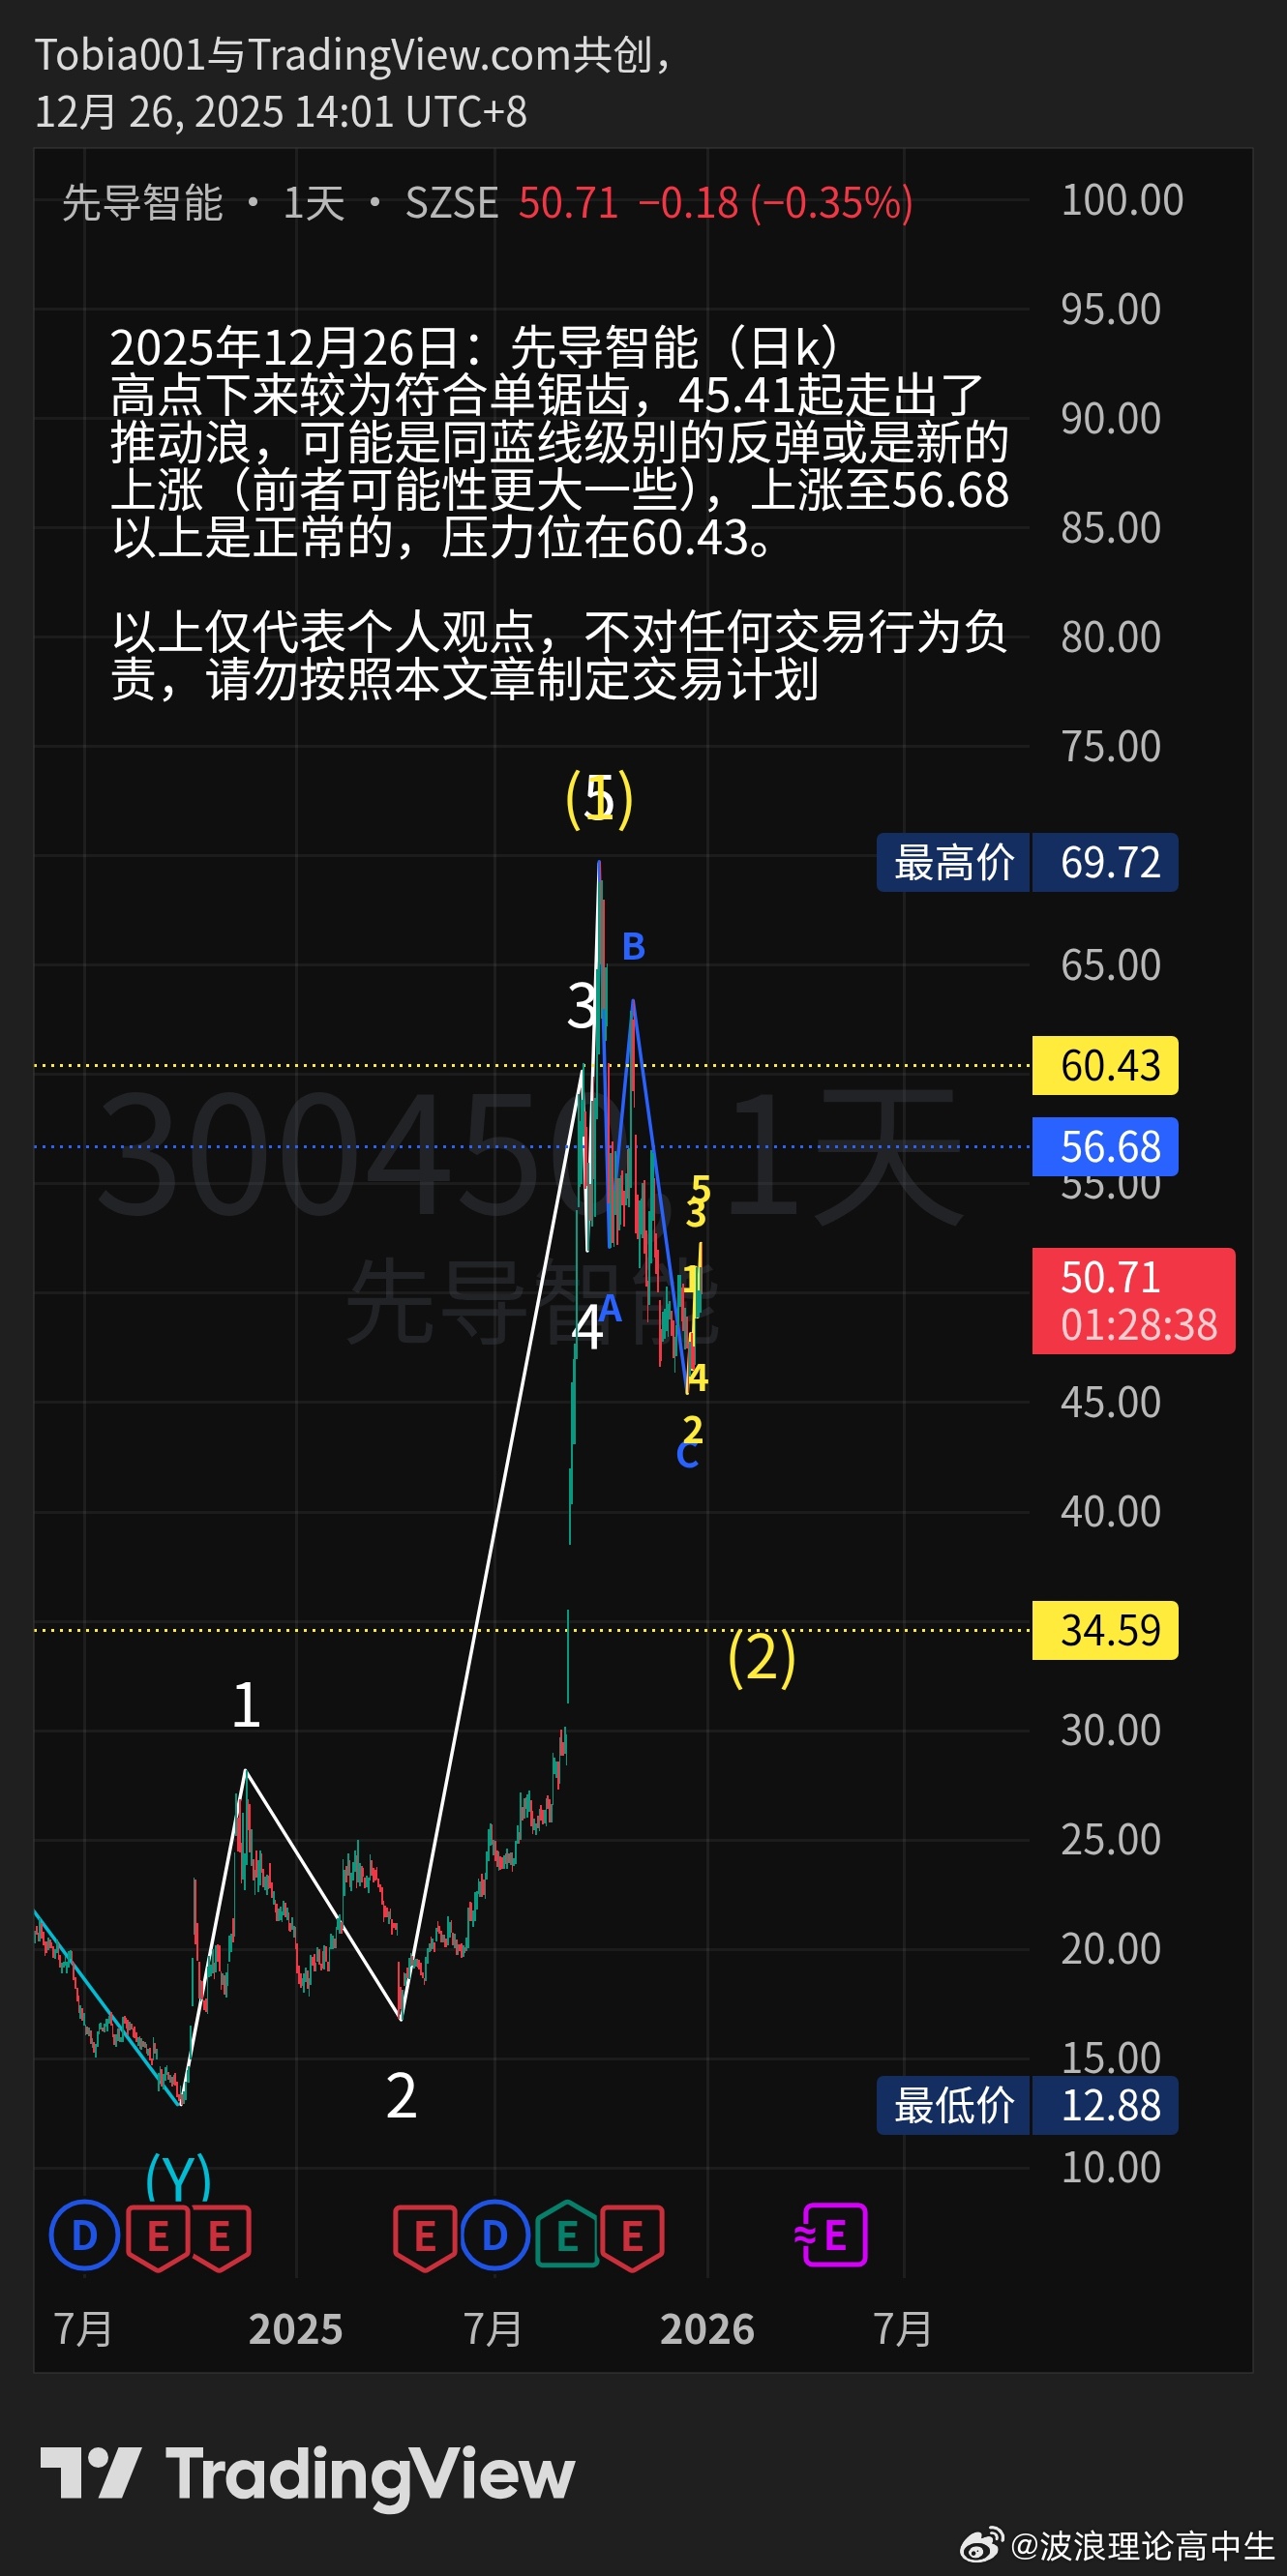 Tobia001与TradingView.com共创，
12月 26, 2025 14:01 UTC+8
先导智能 · 1天 · SZSE 50.71 −0.18 (−0.35%)
100.00
95.00
2025年12月26日：先导智能（日k）
高点下来较为符合单锯齿，45.41起走出了
推动浪，可能是同蓝线级别的反弹或是新的
上涨（前者可能性更大一些），上涨至56.68
以上是正常的，压力位在60.43。
90.00
85.00
以上仅代表个人观点，不对任何交易行为负
责，请勿按照本文章制定交易计划
80.00
75.00
(1)
5
最高价 69.72
B
65.00
3
60.43
300450, 1天
56.68
55.00
5
3
先导智能
50.71
01:28:38
1
A
4
4
45.00
2
C
40.00
34.59
(2)
1
30.00
25.00
20.00
15.00
2
最低价 12.88
10.00
(Y)
D E E E D E E ≈E
7月 2025 7月 2026 7月
TradingView
@波浪理论高中生